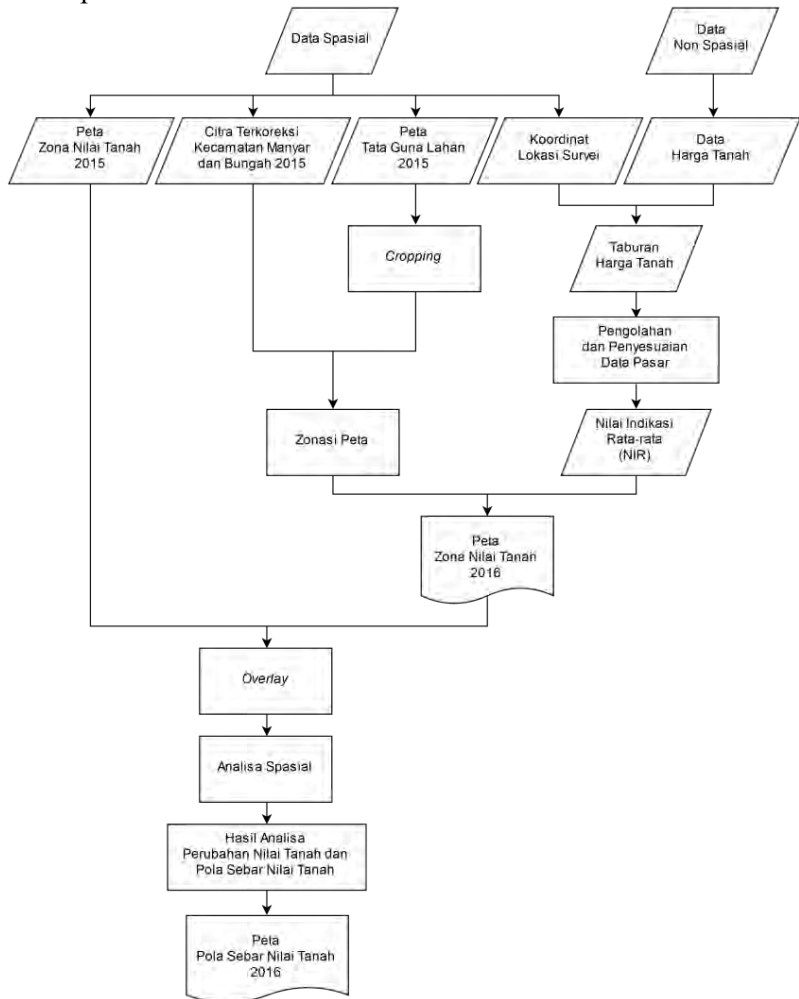 Data Spasial
Data
Non Spasial
Peta
Zona Nilai Tanah
2015
Citra Terkoreksi
Kecamatan Manyar
dan Bungah 2015
Peta
Tata Guna Lahan
2015
Koordinat
Lokasi Survei
Data
Harga Tanah
Cropping
Taburan
Harga Tanah
Pengolahan
dan Penyesuaian
Data Pasar
Zonasi Peta
Nilai Indikasi
Rata-rata
(NIR)
Peta
Zona Nilai Tanah
2016
Overlay
Analisa Spasial
Hasil Analisa
Perubahan Nilai Tanah dan
Pola Sebar Nilai Tanah
Peta
Pola Sebar Nilai Tanah
2016